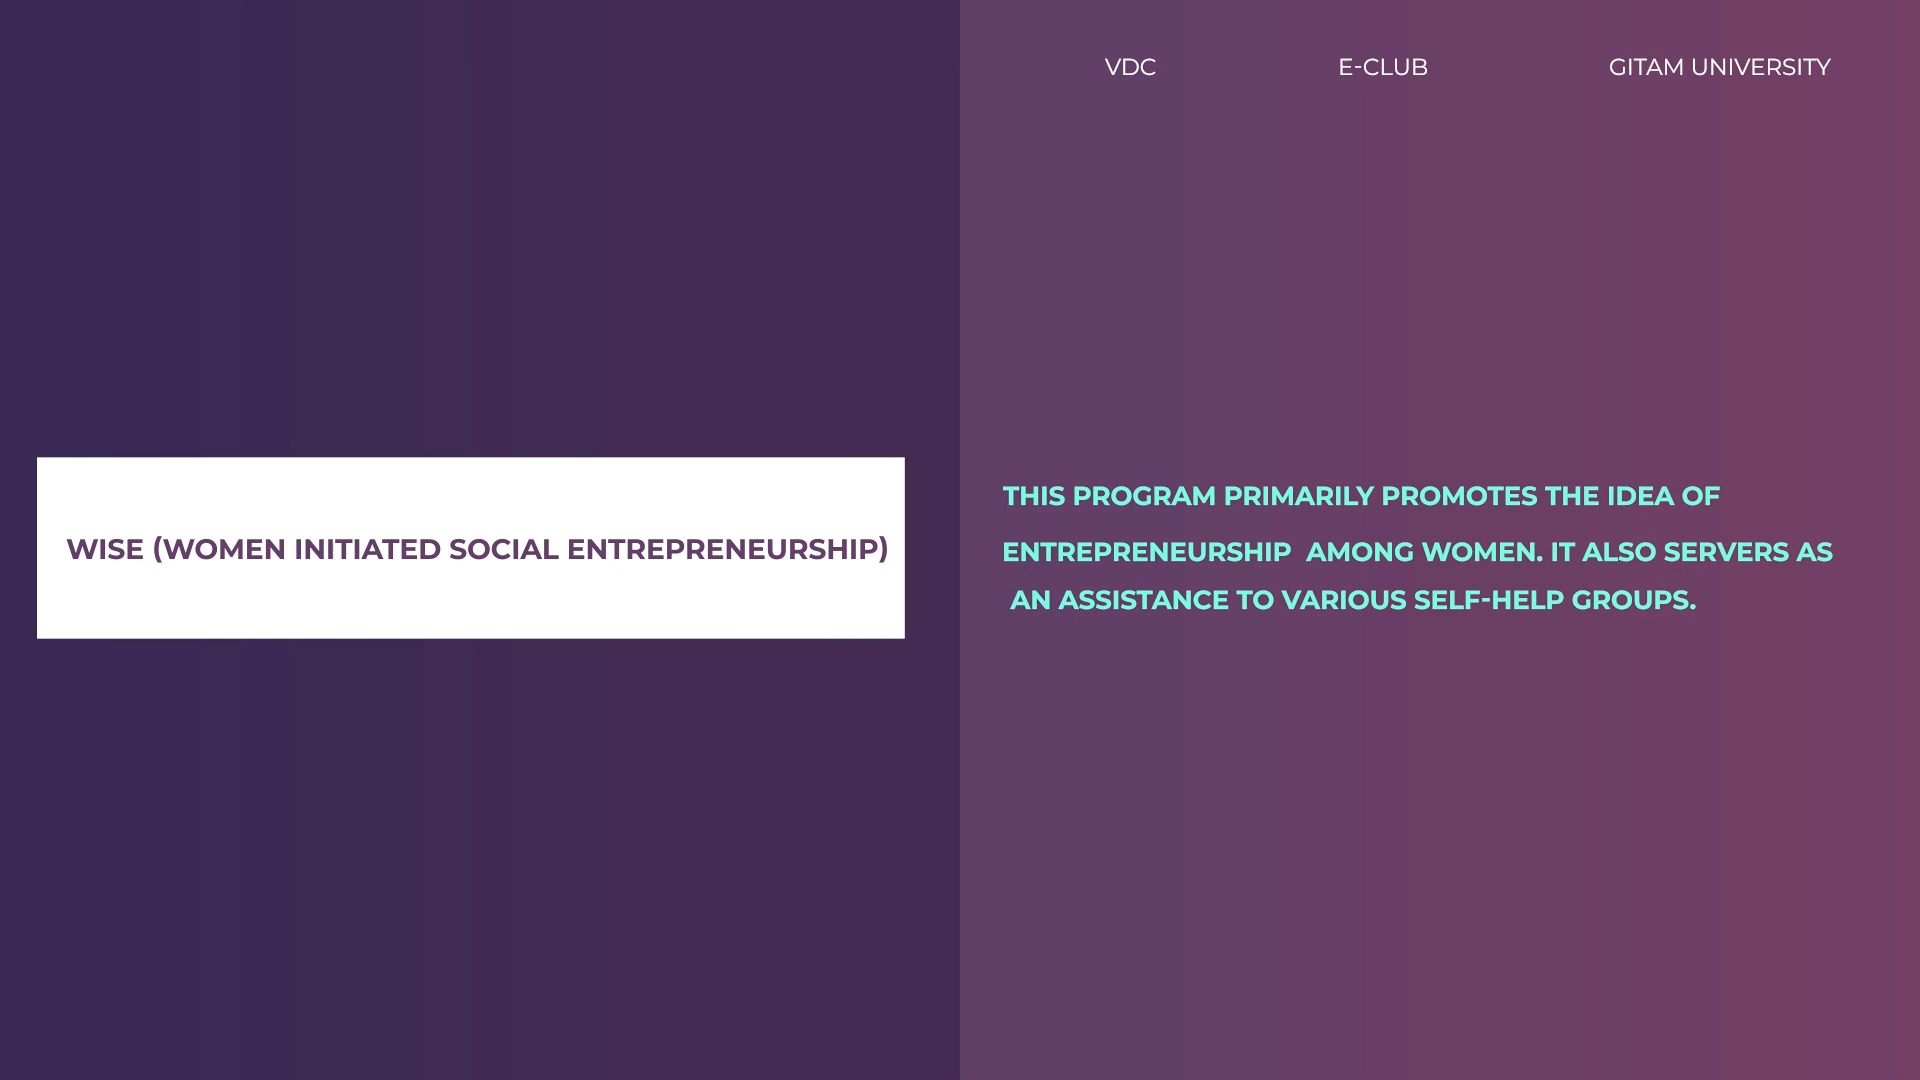 VDC E-CLUB GITAM UNIVERSITY
WISE (WOMEN INITIATED SOCIAL ENTREPRENEURSHIP)
THIS PROGRAM PRIMARILY PROMOTES THE IDEA OF
ENTREPRENEURSHIP AMONG WOMEN. IT ALSO SERVERS AS
AN ASSISTANCE TO VARIOUS SELF-HELP GROUPS.